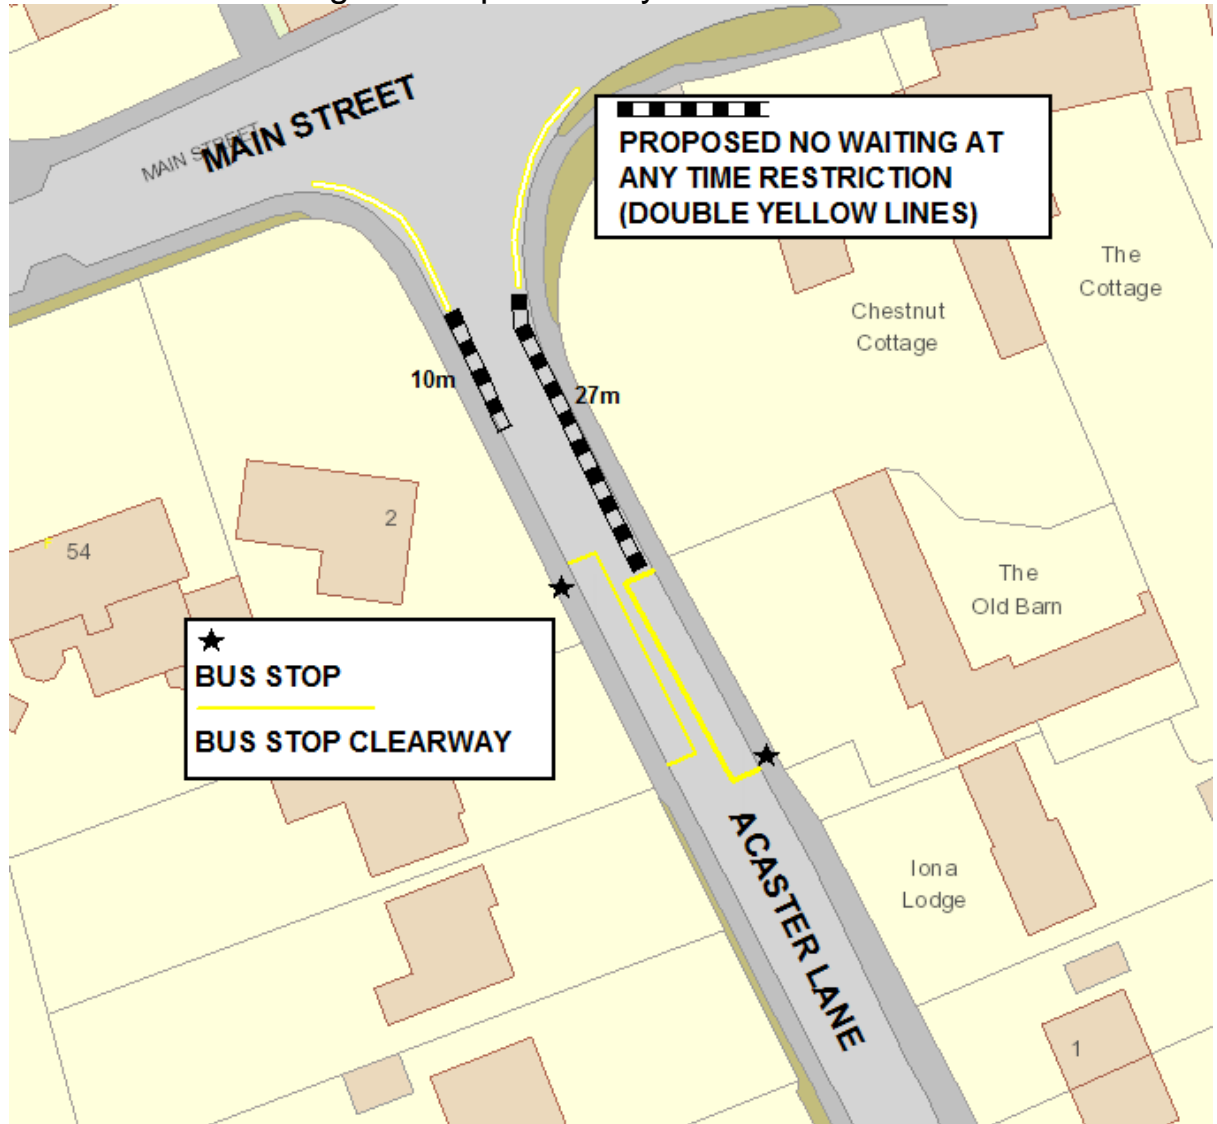 MAIN STREET
MAIN STREET
PROPOSED NO WAITING AT
ANY TIME RESTRICTION
(DOUBLE YELLOW LINES)
The
Cottage
Chestnut
Cottage
10m
27m
2
54
The
Old Barn
BUS STOP
BUS STOP CLEARWAY
ACASTER LANE
Iona
Lodge
1